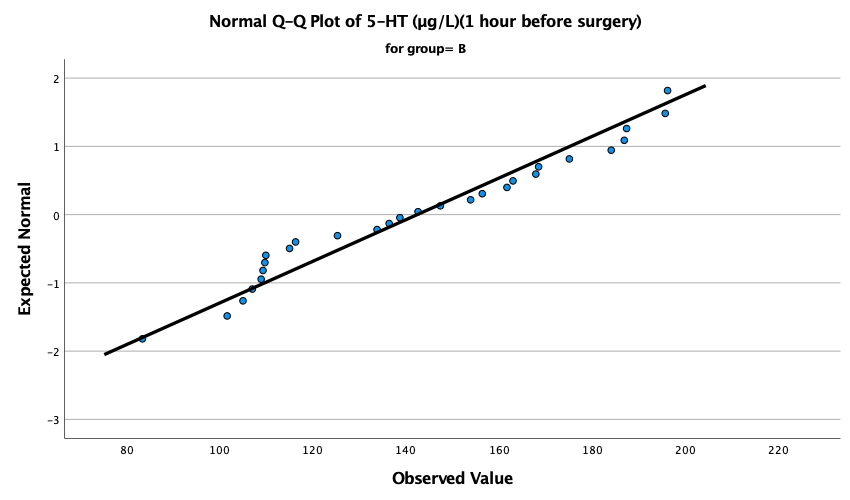 Normal Q-Q Plot of 5-HT (μg/L)(1 hour before surgery)
for group= B
Expected Normal
2
1
0
-1
-2
-3
80 100 120 140 160 180 200 220
Observed Value